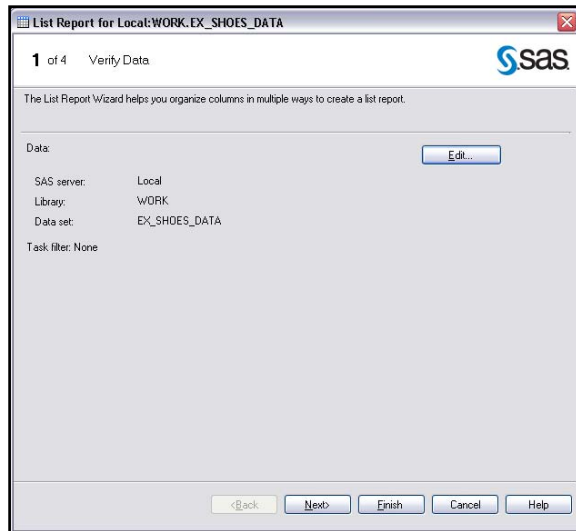 List Report for Local:WORK.EX_SHOES_DATA
1 of 4 Verify Data
sas
The List Report Wizard helps you organize columns in multiple ways to create a list report.
Data:
Edit...
SAS server: Local
Library: WORK
Data set: EX_SHOES_DATA
Task filter: None
<Back Next> Finish Cancel Help